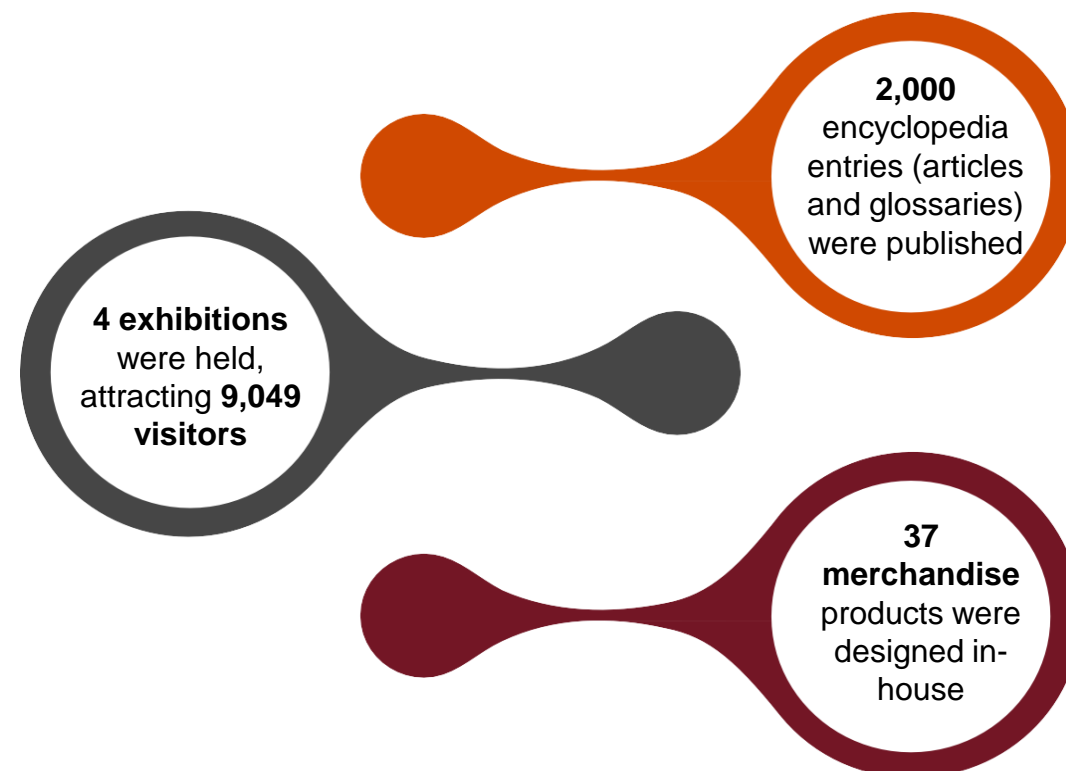 2,000
encyclopedia
entries (articles
and glossaries)
were published
4 exhibitions
were held,
attracting 9,049
visitors
37
merchandise
products were
designed in-
house